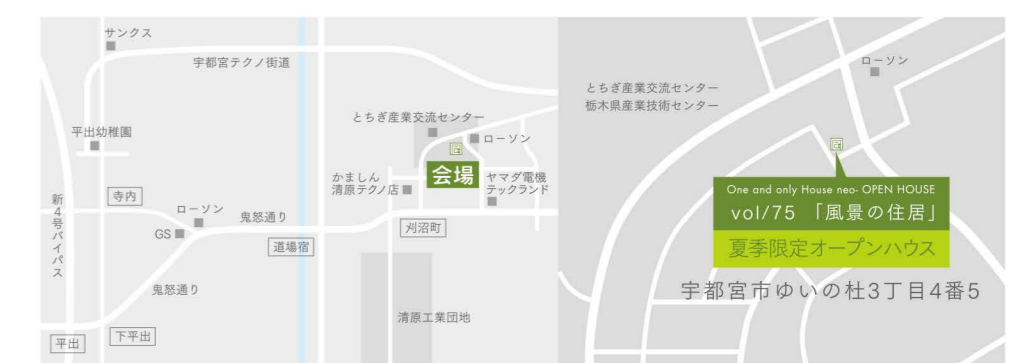 サンクス
宇都宮テクノ街道
平出幼稚園
とちぎ産業交流センター
ローソン
会場
かましん
清原テクノ店
ヤマダ電機
テックランド
新4号バイパス
寺内
ローソン
GS
鬼怒通り
道場宿
刈沼町
鬼怒通り
清原工業団地
下平出
平出
ローソン
とちぎ産業交流センター
栃木県産業技術センター
One and only House neo- OPEN HOUSE
vol/75 「風景の住居」
夏季限定オープンハウス
宇都宮市ゆいの杜3丁目4番5